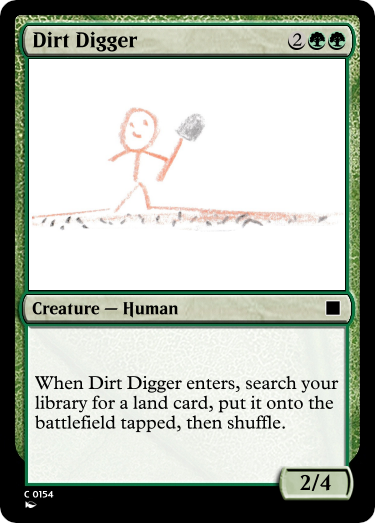 Dirt Digger 2
Creature — Human
When Dirt Digger enters, search your
library for a land card, put it onto the
battlefield tapped, then shuffle.
2/4
C 0154